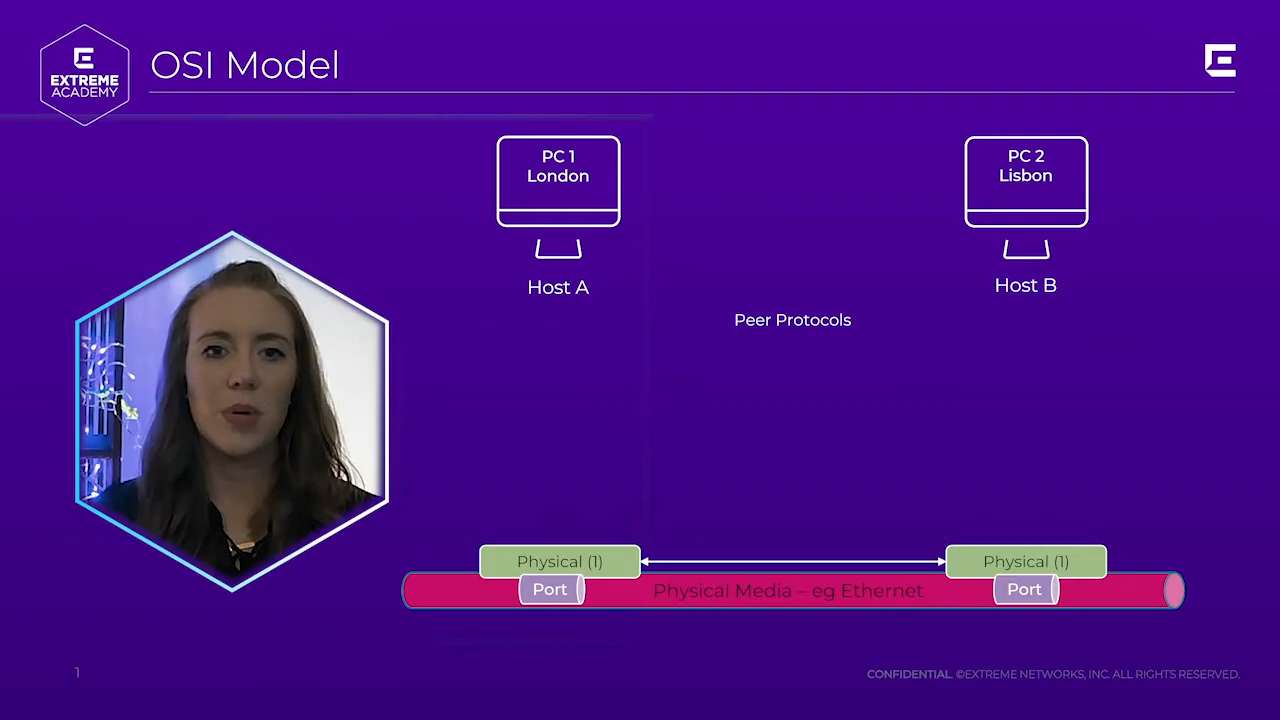 EXTREME
ACADEMY
OSI Model
PC 1
London
PC 2
Lisbon
Host A
Host B
Peer Protocols
Physical (1)
Physical (1)
Port
Physical Media – eg Ethernet
Port
1
CONFIDENTIAL. ©EXTREME NETWORKS, INC. ALL RIGHTS RESERVED.